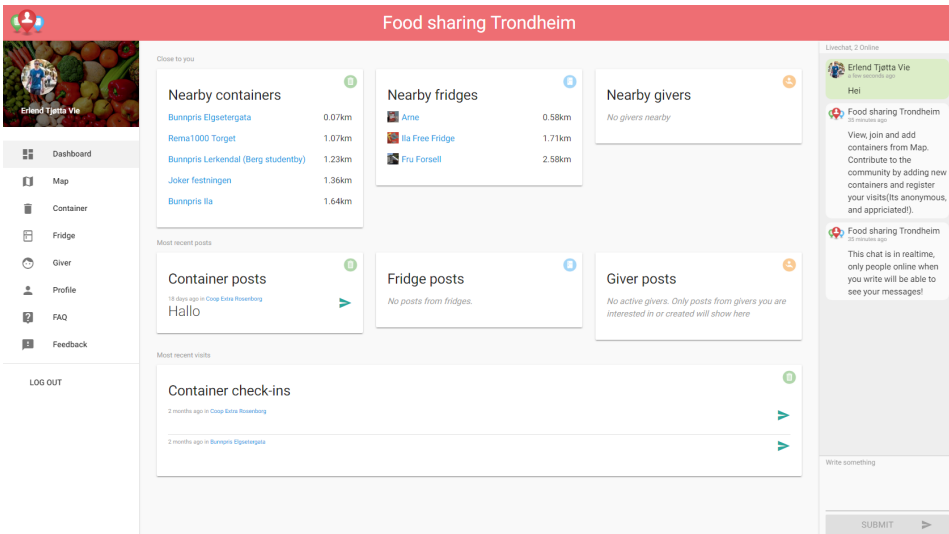 Food sharing Trondheim
Erlend Tjøtta Vie
Dashboard
Map
Container
Fridge
Giver
Profile
FAQ
Feedback
LOG OUT
Close to you
Nearby containers
Bunnpris Elgsetergata 0.07km
Rema1000 Torget 1.07km
Bunnpris Lerkendal (Berg studentby) 1.23km
Joker festningen 1.36km
Bunnpris Ila 1.64km
Nearby fridges
Arne 0.58km
Ila Free Fridge 1.71km
Fru Forsell 2.58km
Nearby givers
No givers nearby
Most recent posts
Container posts
18 days ago in Coop Extra Rosenborg
Hallo
Fridge posts
No posts from fridges.
Giver posts
No active givers. Only posts from givers you are
interested in or created will show here
Most recent visits
Container check-ins
2 months ago in Coop Extra Rosenborg
2 months ago in Bunnpris Elgsetergata
Livechat, 2 Online
Erlend Tjøtta Vie
a few seconds ago
Hei
Food sharing Trondheim
35 minutes ago
View, join and add
containers from Map.
Contribute to the
community by adding new
containers and register
your visits(Its anonymous,
and appriciated!).
Food sharing Trondheim
35 minutes ago
This chat is in realtime,
only people online when
you write will be able to
see your messages!
Write something
SUBMIT